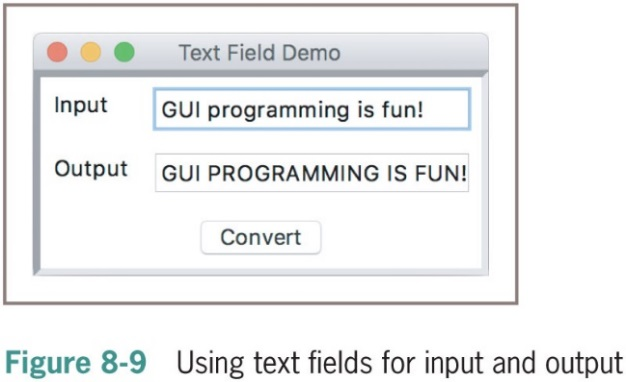 Text Field Demo
Input GUI programming is fun!
Output GUI PROGRAMMING IS FUN!
Convert
Figure 8-9 Using text fields for input and output